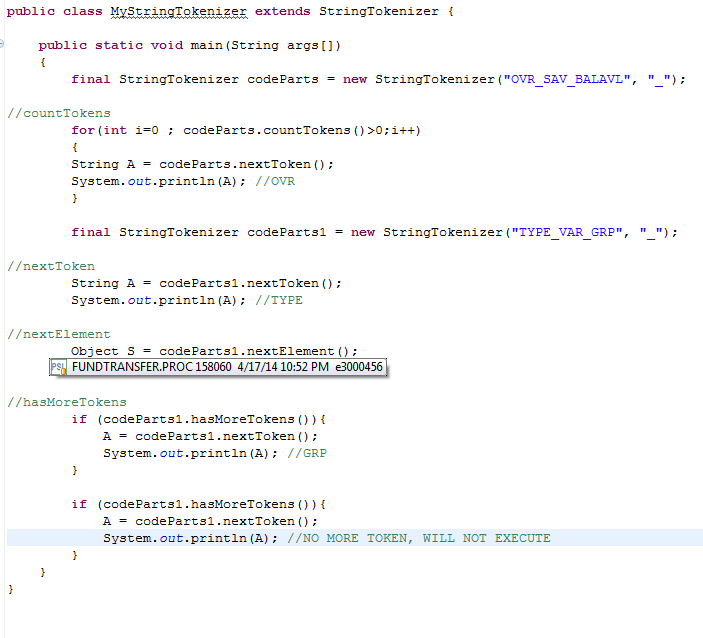 public class MyStringTokenizer extends StringTokenizer {
public static void main(String args[])
{
final StringTokenizer codeParts = new StringTokenizer("OVR_SAV_BALAVL", "_");
//countTokens
for(int i=0 ; codeParts.countTokens()>0;i++)
{
String A = codeParts.nextToken();
System.out.println(A); //OVR
}
final StringTokenizer codeParts1 = new StringTokenizer("TYPE_VAR_GRP", "_");
//nextToken
String A = codeParts1.nextToken();
System.out.println(A); //TYPE
//nextElement
Object S = codeParts1.nextElement();
PSL FUNDTRANSFER.PROC 158060 4/17/14 10:52 PM e3000456
//hasMoreTokens
if (codeParts1.hasMoreTokens()){
A = codeParts1.nextToken();
System.out.println(A); //GRP
}
if (codeParts1.hasMoreTokens()){
A = codeParts1.nextToken();
System.out.println(A); //NO MORE TOKEN, WILL NOT EXECUTE
}
}
}